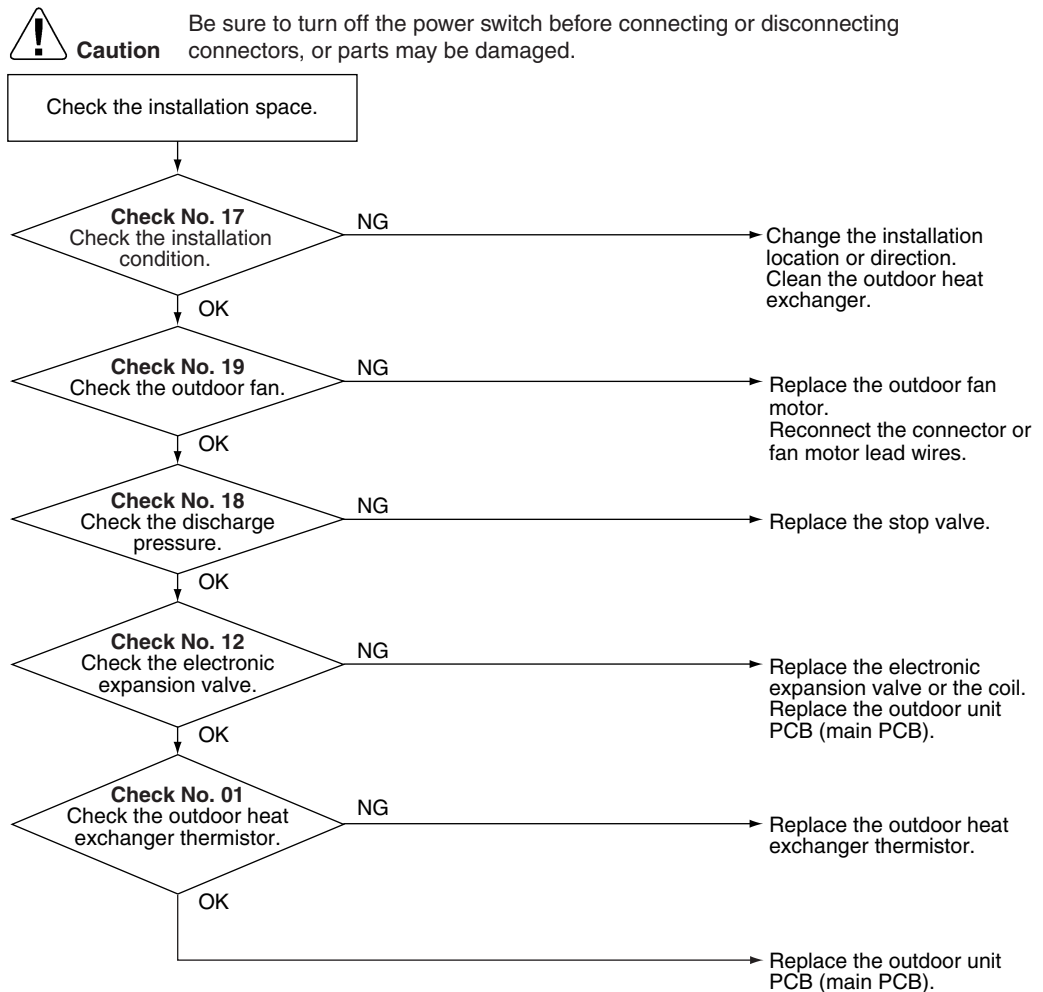 Be sure to turn off the power switch before connecting or disconnecting
Caution connectors, or parts may be damaged.
Check the installation space.
Check No. 17
Check the installation
condition.
NG
Change the installation
location or direction.
Clean the outdoor heat
exchanger.
OK
Check No. 19
Check the outdoor fan.
NG
Replace the outdoor fan
motor.
Reconnect the connector or
fan motor lead wires.
OK
Check No. 18
Check the discharge
pressure.
NG
Replace the stop valve.
OK
Check No. 12
Check the electronic
expansion valve.
NG
Replace the electronic
expansion valve or the coil.
Replace the outdoor unit
PCB (main PCB).
OK
Check No. 01
Check the outdoor heat
exchanger thermistor.
NG
Replace the outdoor heat
exchanger thermistor.
OK
Replace the outdoor unit
PCB (main PCB).